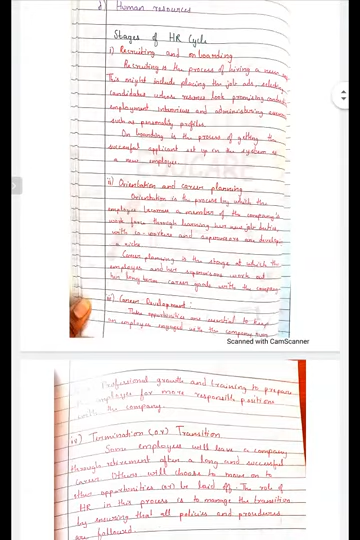 d) Human resources
Stages of HR Cycle
i) Recruiting and on boarding
Recruiting is the process of hiring a new
This might include placing the job ads, selecting
candidates whose resumes look promising
employment interviews and administering
such as personality profiles.
On boarding is the process of getting the
successful applicant set up in the system as
a new employee.
ii) Orientation and career planning
Orientation is the process by which the
employee becomes a member of the company's
work force through learning her new job duties,
with co-workers and supervisors and developing
a niche.
Career planning is the stage at which the
employee and her supervisors work out
her long-term career goals with the company.
iii) Career Development:
These opportunities are essential to keep
an employee engaged with the company
Scanned with CamScanner
Professional growth and training to prepare
employee for more responsible positions
within the company.
iv) Termination (or) Transition
Some employees will leave a company
through retirement after a long and successful
career. Others will choose to move on to
other opportunities (or) be laid off. The role of
HR in this process is to manage the transition
by ensuring that all policies and procedures
are followed.